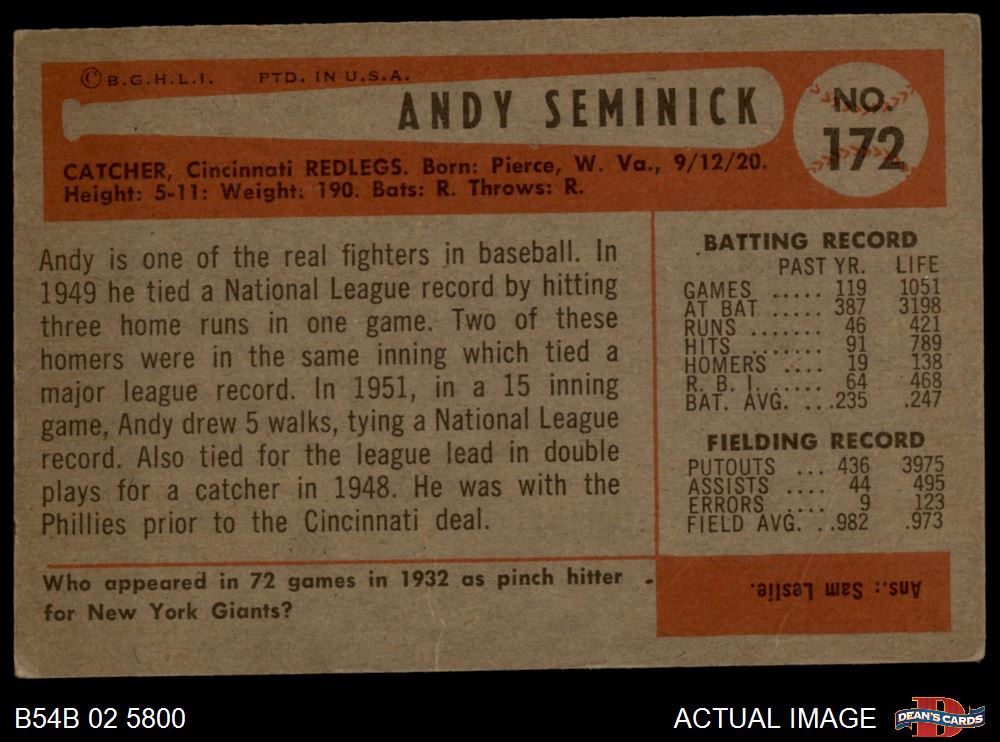 © B.G.H.L.I. PTD. IN U.S.A.
ANDY SEMINICK
NO. 172
CATCHER, Cincinnati REDLEGS. Born: Pierce, W. Va., 9/12/20.
Height: 5-11: Weight: 190. Bats: R. Throws: R.
Andy is one of the real fighters in baseball. In
1949 he tied a National League record by hitting
three home runs in one game. Two of these
homers were in the same inning which tied a
major league record. In 1951, in a 15 inning
game, Andy drew 5 walks, tying a National League
record. Also tied for the league lead in double
plays for a catcher in 1948. He was with the
Phillies prior to the Cincinnati deal.
BATTING RECORD
PAST YR. LIFE
GAMES ..... 119 1051
AT BAT ..... 387 3198
RUNS ....... 46 421
HITS ....... 91 789
HOMERS .... 19 138
R. B. I. ..... 64 468
BAT. AVG. ... .235 .247
FIELDING RECORD
PUTOUTS ... 436 3975
ASSISTS .... 44 495
ERRORS .... 9 123
FIELD AVG. . .982 .973
Who appeared in 72 games in 1932 as pinch hitter
for New York Giants?
Ans.: Sam Leslie.
B54B 02 5800
ACTUAL IMAGE
D
DEAN'S CARDS